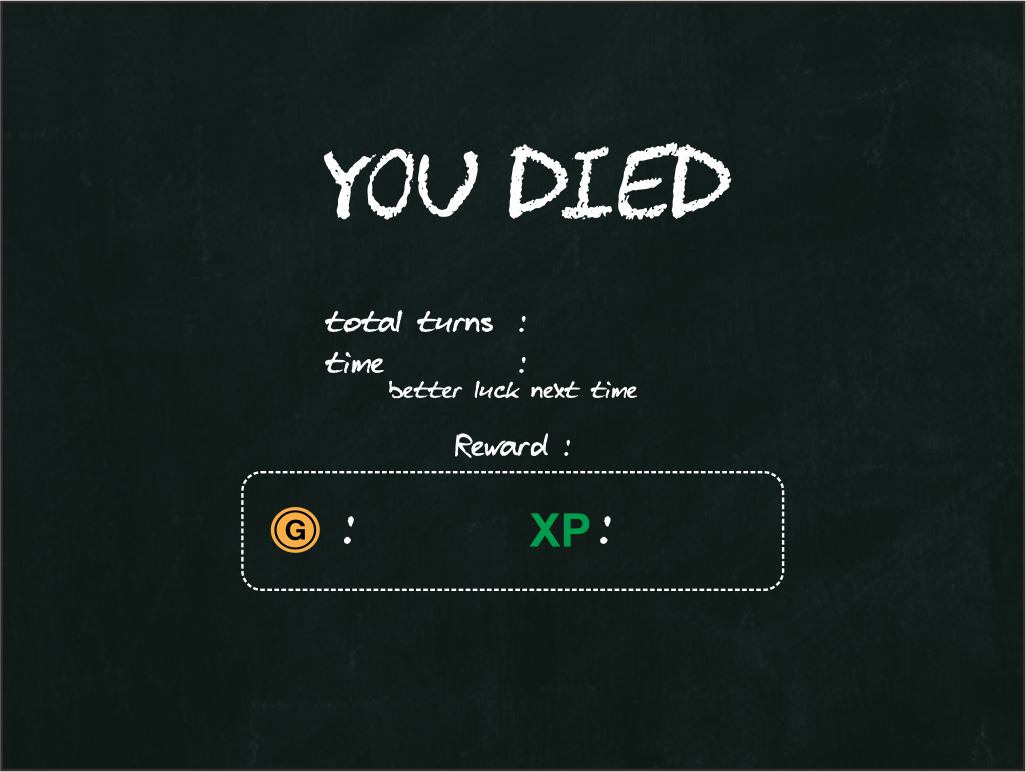 YOU DIED
total turns :
time :
better luck next time
Reward :
G : XP :